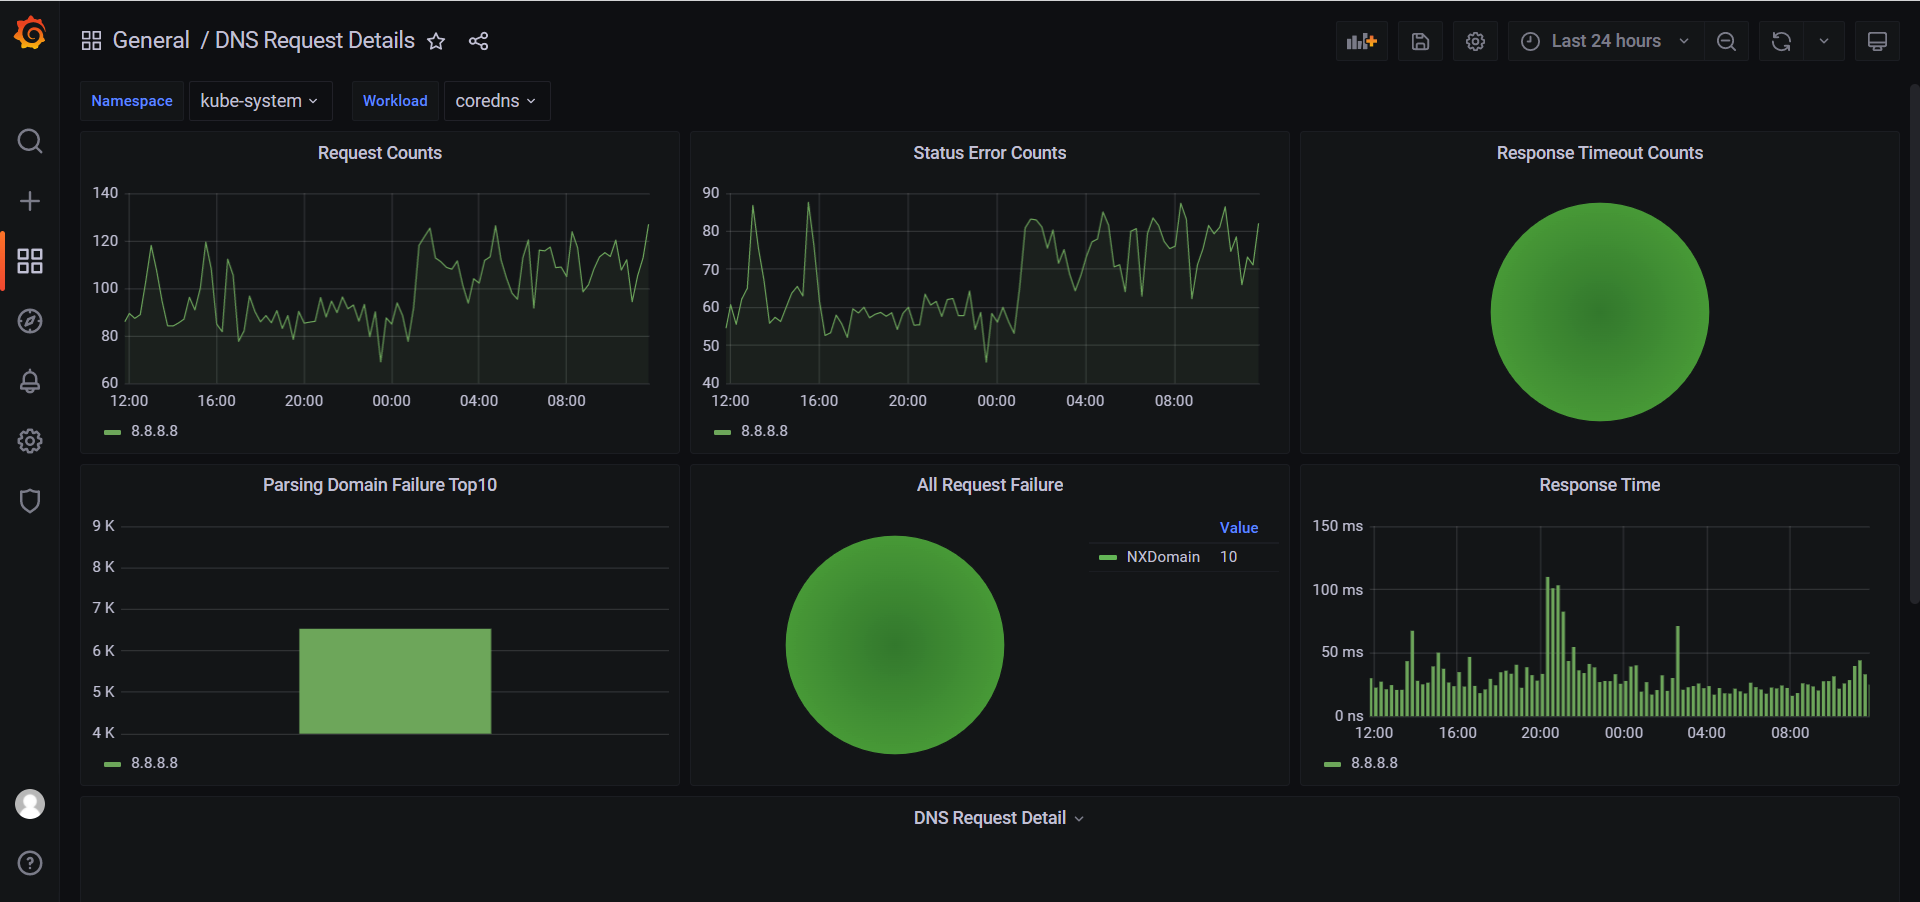 General / DNS Request Details
Last 24 hours
Namespace kube-system Workload coredns
Request Counts
140
120
100
80
60
12:00 16:00 20:00 00:00 04:00 08:00
8.8.8.8
Status Error Counts
90
80
70
60
50
40
12:00 16:00 20:00 00:00 04:00 08:00
8.8.8.8
Response Timeout Counts
Parsing Domain Failure Top10
9 K
8 K
7 K
6 K
5 K
4 K
8.8.8.8
All Request Failure
Value
NXDomain 10
Response Time
150 ms
100 ms
50 ms
0 ns
12:00 16:00 20:00 00:00 04:00 08:00
8.8.8.8
DNS Request Detail